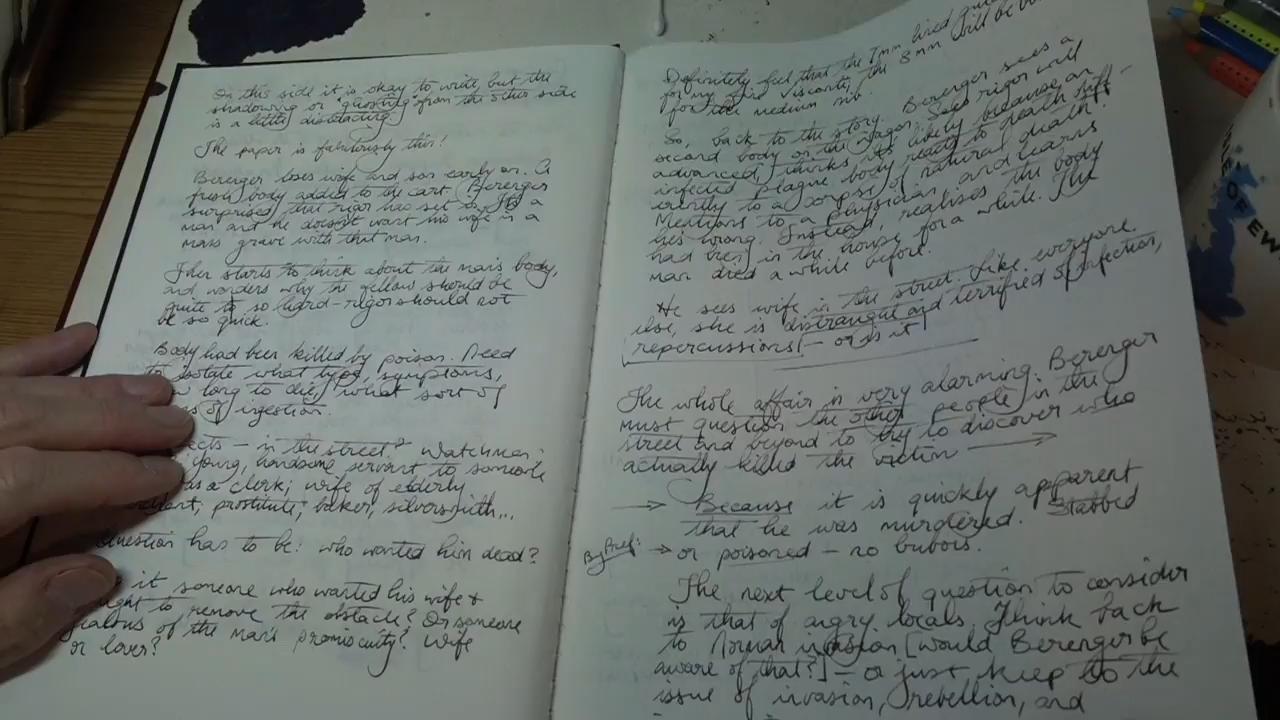 On this side it is okay to write, but the
shadowing or "ghosting" from the other side
is a little distracting.
The paper is fabulously thin!
Berenger loses wife and son early on. A
fresh body added to the cart. Berenger
surprised that rigor has set in. It's a
man and he doesn't want his wife in a
mass grave with that man.
Then starts to think about the man's body,
and wonders why the fellow should be
quite so hard - rigor should not
be so quick.
Body had been killed by poison. Need
to isolate what type, symptoms,
long to die, what sort of
of ingestion.
- in the street? Watchman:
young, handsome servant to someone
as a clerk; wife of elderly
prostitute; baker; silversmith...
Question has to be: who wanted him dead?
it someone who wanted his wife &
to remove the obstacle? Or someone
jealous of the man's promiscuity? Wife
or lover?
Definitely feel that the 7mm lined
for my Visconti, the 8mm will be
for the medium nib.
So, back to the story. Berenger sees a
second body on the wagon. Sees rigor will
advanced, thinks it's likely because an
infected plague body reacts to death diff-
erently to a corpse of natural death.
Mentions to a physician and learns
he's wrong. Instead, realises the body
had been in the house for a while. The
man died a while before.
He sees wife in the street. Like everyone
else, she is distraught and terrified of infection,
repercussions - or is it
The whole affair is very alarming. Berenger
must question the other people in the
street and beyond to try to discover who
actually killed the victim →
→ Because it is quickly apparent
that he was murdered. Stabbed
→ or poisoned - no bubois.
The next level of question to consider
is that of angry locals. Think back
to Norman invasion [would Berenger be
aware of that?] - or just keep to the
issue of invasion, rebellion, and